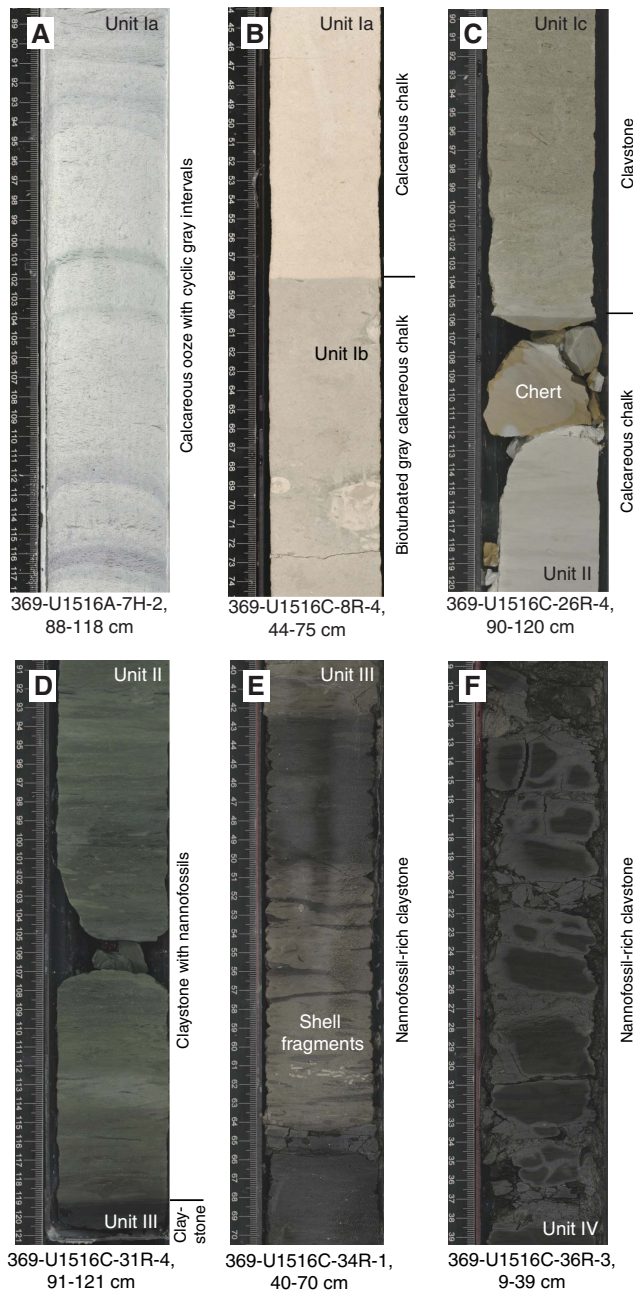 A
Unit Ia
Calcareous ooze with cyclic gray intervals
369-U1516A-7H-2,
88-118 cm
B
Unit Ia
Calcareous chalk
Unit Ib
Bioturbated gray calcareous chalk
369-U1516C-8R-4,
44-75 cm
C
Unit Ic
Claystone
Chert
Calcareous chalk
Unit II
369-U1516C-26R-4,
90-120 cm
D
Unit II
Claystone with nannofossils
Unit III
Clay-
stone
369-U1516C-31R-4,
91-121 cm
E
Unit III
Nannofossil-rich claystone
Shell
fragments
369-U1516C-34R-1,
40-70 cm
F
Nannofossil-rich claystone
Unit IV
369-U1516C-36R-3,
9-39 cm